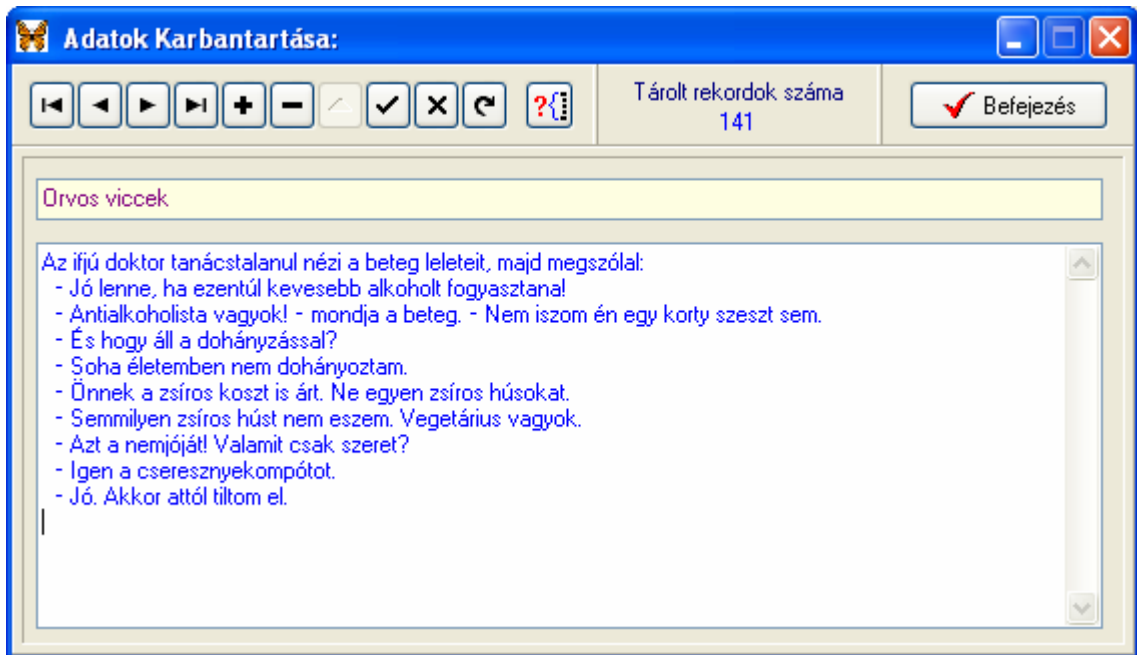 Adatok Karbantartása:
?{
Tárolt rekordok száma
141
Befejezés
Orvos viccek
Az ifjú doktor tanácstalanul nézi a beteg leleteit, majd megszólal:
- Jó lenne, ha ezentúl kevesebb alkoholt fogyasztana!
- Antialkoholista vagyok! - mondja a beteg. - Nem iszom én egy korty szeszt sem.
- És hogy áll a dohányzással?
- Soha életemben nem dohányoztam.
- Önnek a zsíros koszt is árt. Ne egyen zsíros húsokat.
- Semmilyen zsíros húst nem eszem. Vegetárius vagyok.
- Azt a nemjóját! Valamit csak szeret?
- Igen a cseresznyekompótot.
- Jó. Akkor attól tiltom el.